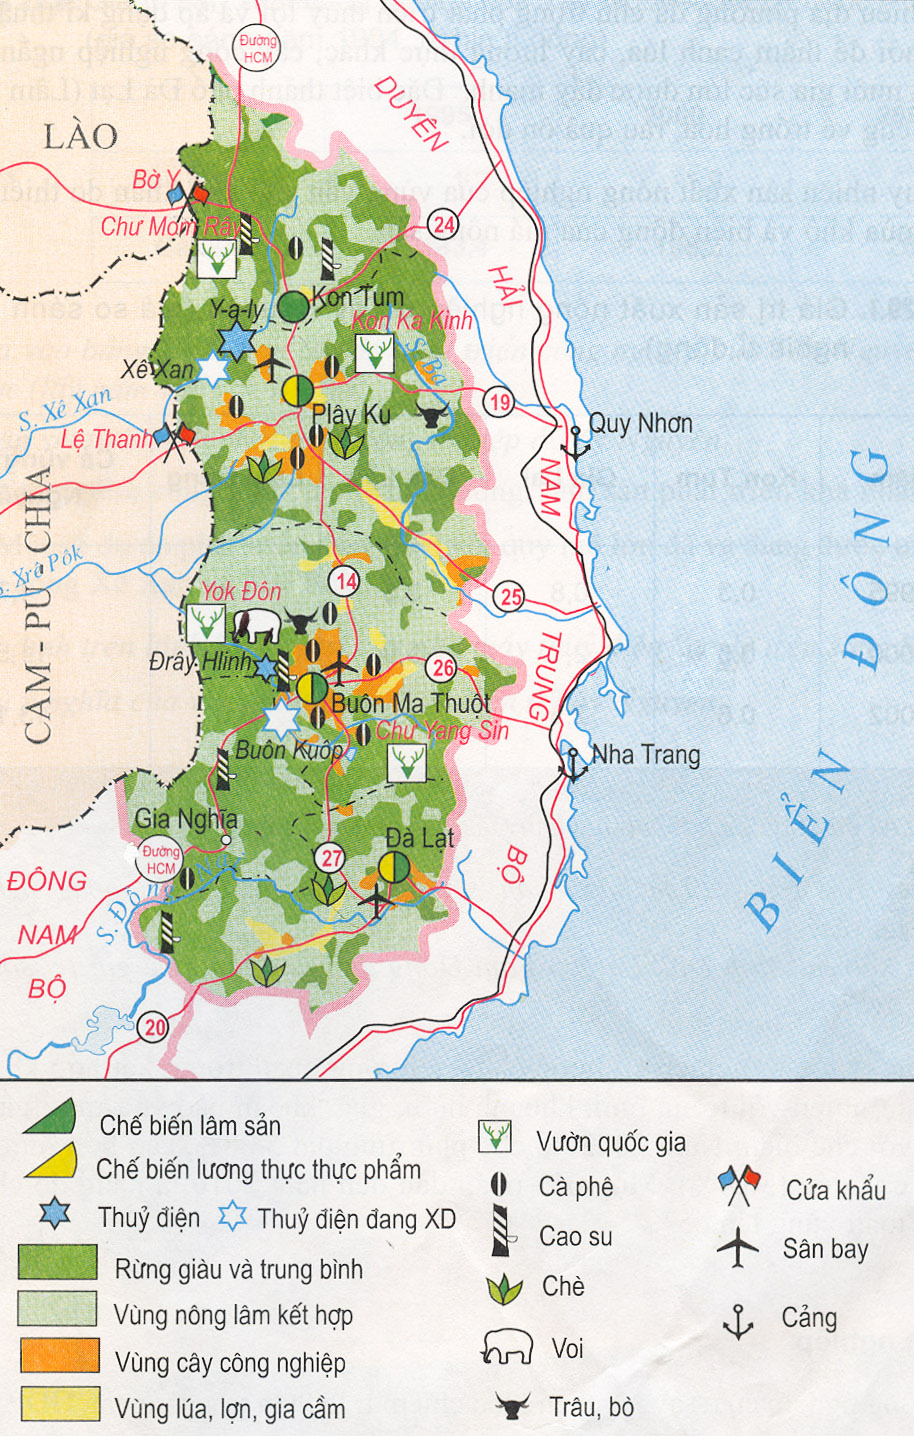 Đường
HCM
LÀO
DUYÊN
Bờ Y
Chư Mom Rây
24
HẢI
Kon Tum
Y-a-ly
Kon Ka Kinh
Xê Xan
S. Ba
S. Xê Xan
Plây Ku
19
Quy Nhơn
Lệ Thanh
NAM
CAM - PU CHIA
BIỂN ĐÔNG
S. Xrê Pôk
14
25
Yok Đôn
Đrây Hlinh
26
TRUNG
Buôn Ma Thuột
Chư Yang Sin
Buôn Kuôp
Nha Trang
Gia Nghĩa
Đà Lạt
Đường
HCM
27
BỘ
ĐÔNG
NAM
BỘ
S. Đồng Nai
20
Chế biến lâm sản
Chế biến lương thực thực phẩm
Thuỷ điện
Thuỷ điện đang XD
Rừng giàu và trung bình
Vùng nông lâm kết hợp
Vùng cây công nghiệp
Vùng lúa, lợn, gia cầm
Vườn quốc gia
Cà phê
Cao su
Chè
Voi
Trâu, bò
Cửa khẩu
Sân bay
Cảng